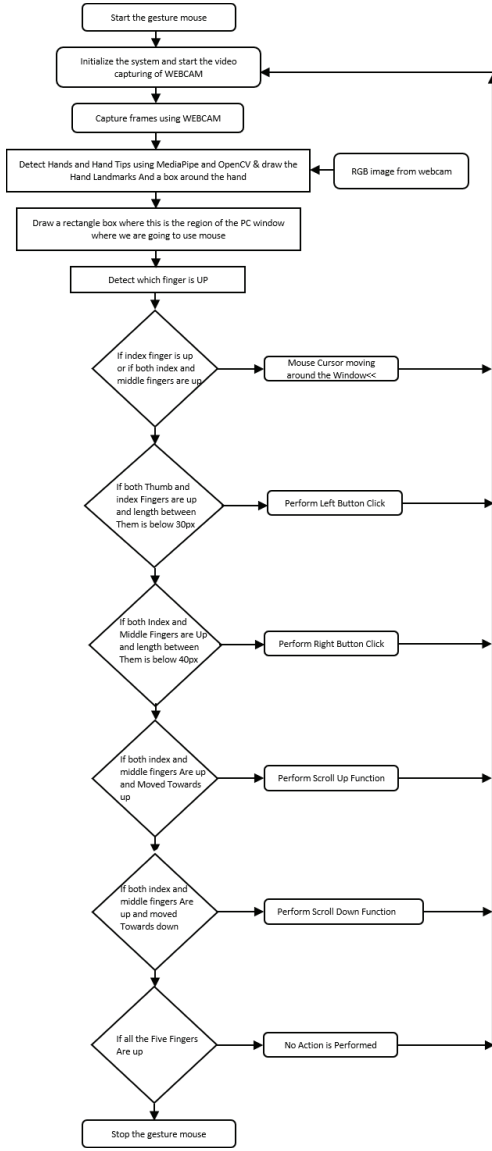 Start the gesture mouse
Initialize the system and start the video
capturing of WEBCAM
Capture frames using WEBCAM
Detect Hands and Hand Tips using MediaPipe and OpenCV & draw the
Hand Landmarks And a box around the hand
RGB image from webcam
Draw a rectangle box where this is the region of the PC window
where we are going to use mouse
Detect which finger is UP
If index finger is up
or if both index and
middle fingers are up
Mouse Cursor moving
around the Window<<
If both Thumb and
index Fingers are up
and length between
Them is below 30px
Perform Left Button Click
If both Index and
Middle Fingers are Up
and length between
Them is below 40px
Perform Right Button Click
If both index and
middle fingers Are up
and Moved Towards
up
Perform Scroll Up Function
If both index and
middle fingers Are
up and moved
Towards down
Perform Scroll Down Function
If all the Five Fingers
Are up
No Action is Performed
Stop the gesture mouse